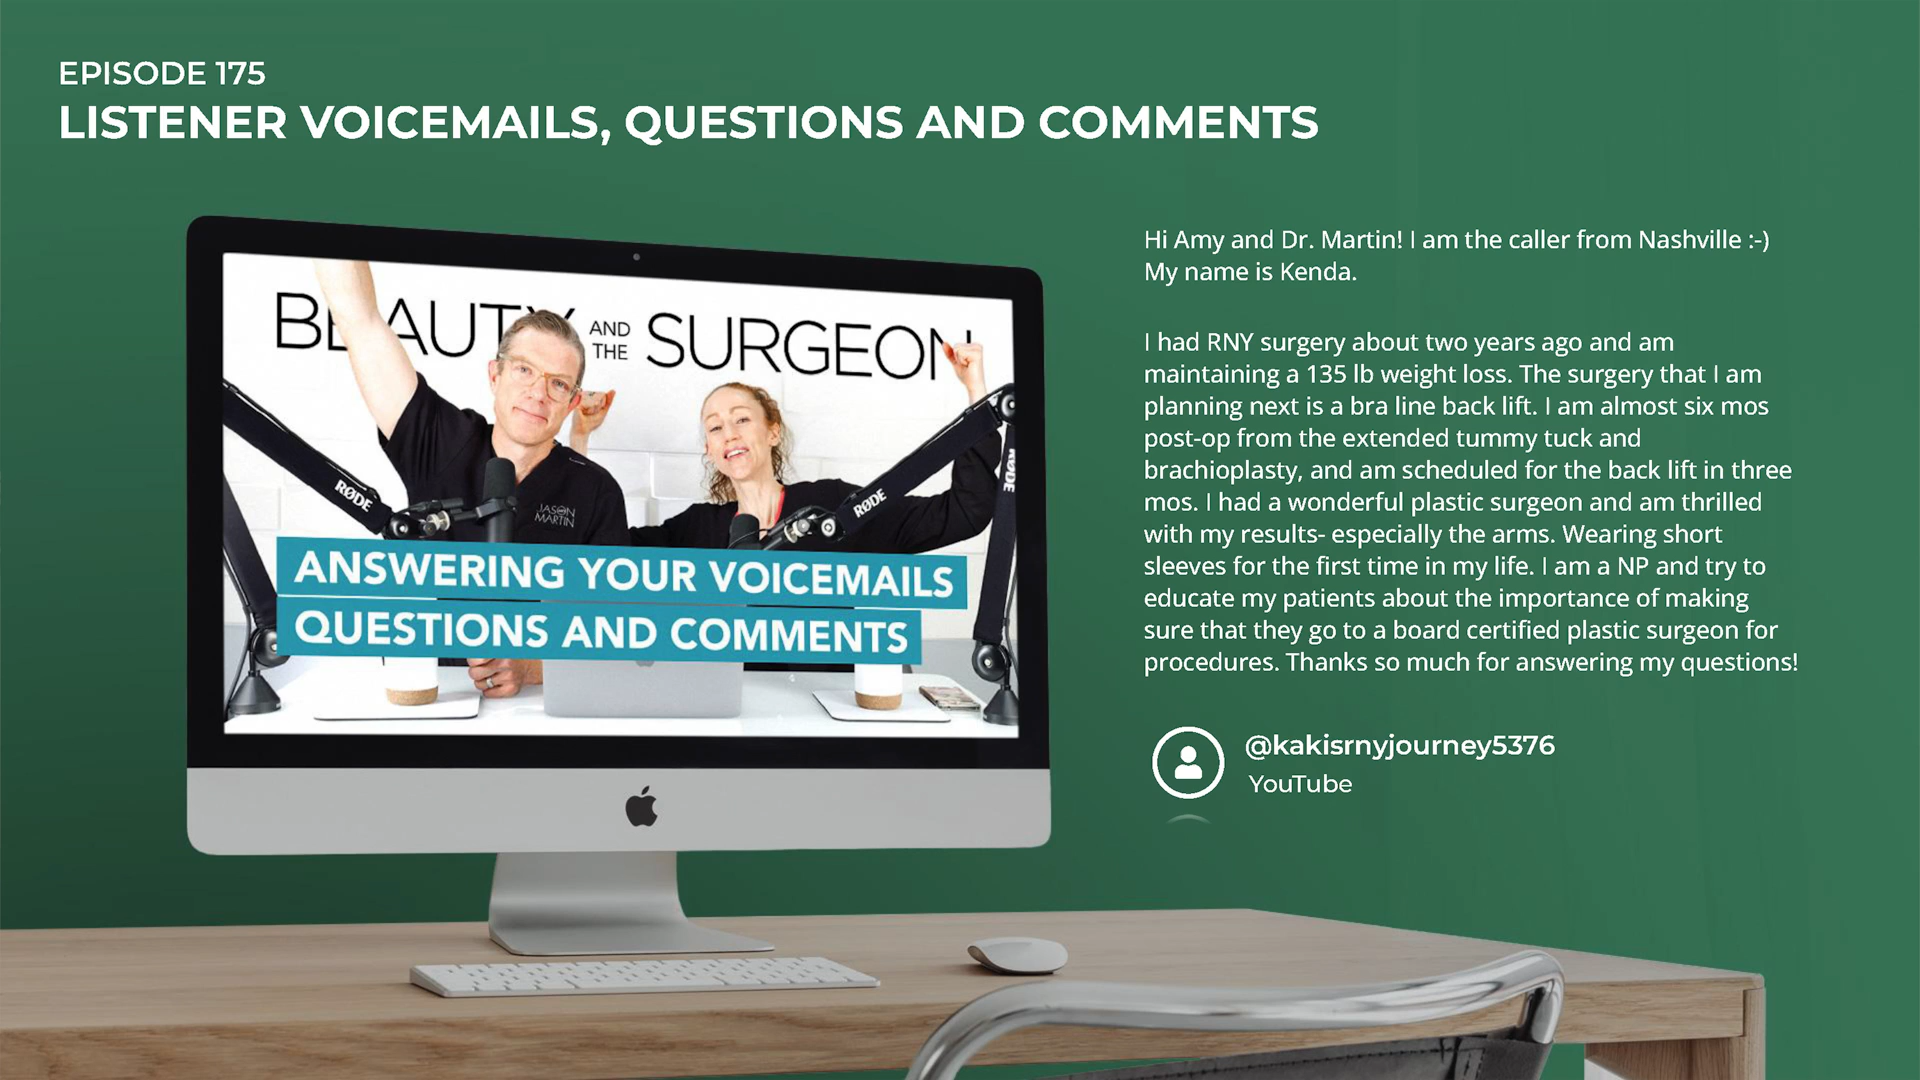 EPISODE 175
LISTENER VOICEMAILS, QUESTIONS AND COMMENTS
BEAUTY AND THE SURGEON
RØDE
JASON
MARTIN
RØDE
RØDE
ANSWERING YOUR VOICEMAILS
QUESTIONS AND COMMENTS
Hi Amy and Dr. Martin! I am the caller from Nashville :-)
My name is Kenda.
I had RNY surgery about two years ago and am
maintaining a 135 lb weight loss. The surgery that I am
planning next is a bra line back lift. I am almost six mos
post-op from the extended tummy tuck and
brachioplasty, and am scheduled for the back lift in three
mos. I had a wonderful plastic surgeon and am thrilled
with my results- especially the arms. Wearing short
sleeves for the first time in my life. I am a NP and try to
educate my patients about the importance of making
sure that they go to a board certified plastic surgeon for
procedures. Thanks so much for answering my questions!
@kakisrnyjourney5376
YouTube